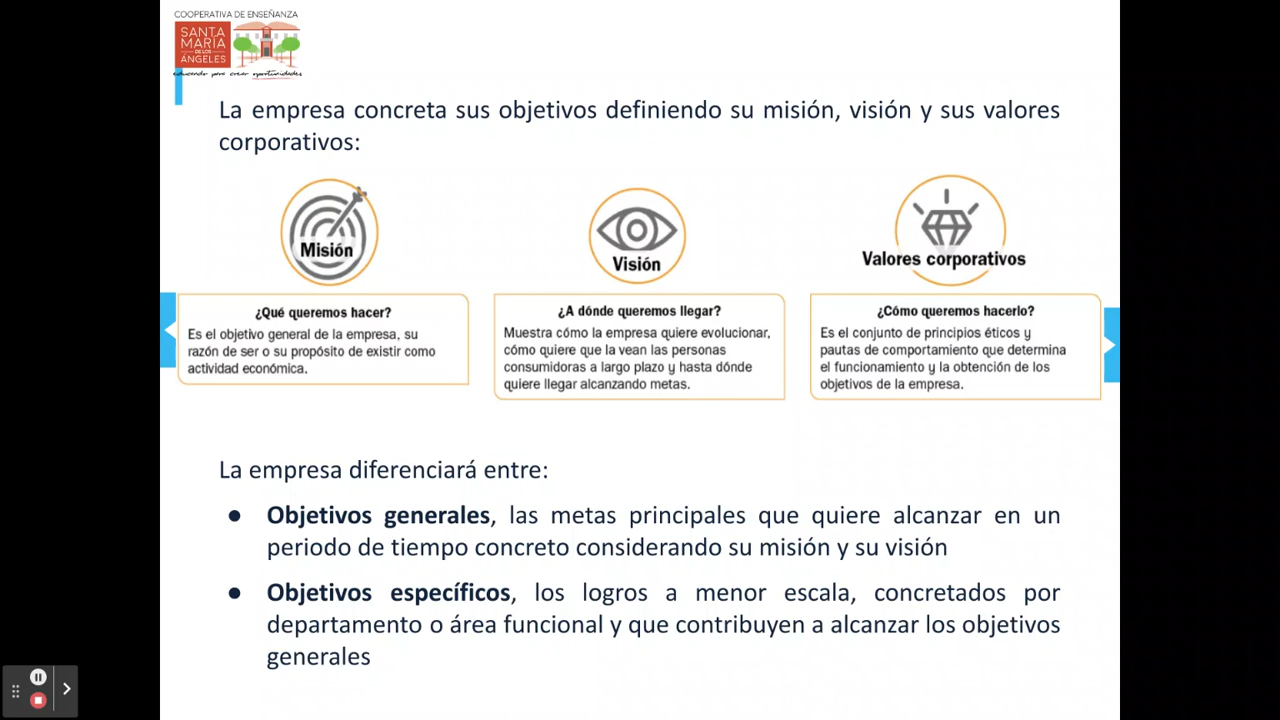 COOPERATIVA DE ENSEÑANZA
SANTA
MARÍA
DE LOS
ÁNGELES
educando para crear oportunidades
La empresa concreta sus objetivos definiendo su misión, visión y sus valores
corporativos:
Misión
Visión
Valores corporativos
¿Qué queremos hacer?
Es el objetivo general de la empresa, su
razón de ser o su propósito de existir como
actividad económica.
¿A dónde queremos llegar?
Muestra cómo la empresa quiere evolucionar,
cómo quiere que la vean las personas
consumidoras a largo plazo y hasta dónde
quiere llegar alcanzando metas.
¿Cómo queremos hacerlo?
Es el conjunto de principios éticos y
pautas de comportamiento que determina
el funcionamiento y la obtención de los
objetivos de la empresa.
La empresa diferenciará entre:
● Objetivos generales, las metas principales que quiere alcanzar en un
periodo de tiempo concreto considerando su misión y su visión
● Objetivos específicos, los logros a menor escala, concretados por
departamento o área funcional y que contribuyen a alcanzar los objetivos
generales